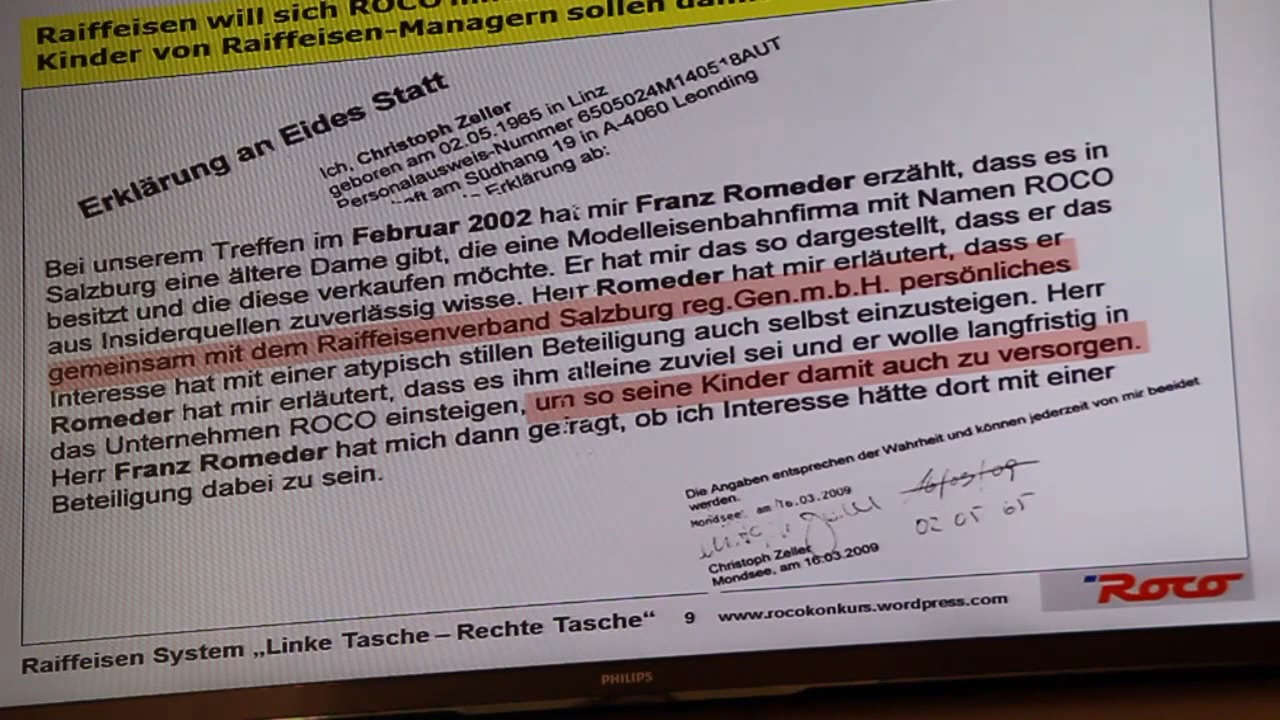 Raiffeisen will sich ROCO
Kinder von Raiffeisen-Managern sollen
Erklärung an Eides Statt
Ich, Christoph Zeller
geboren am 02.05.1965 in Linz
Personalausweis-Nummer 6505024M140518AUT
am Südhang 19 in A-4060 Leonding
Erklärung ab:
Bei unserem Treffen im Februar 2002 hat mir Franz Romeder erzählt, dass es in
Salzburg eine ältere Dame gibt, die eine Modelleisenbahnfirma mit Namen ROCO
besitzt und die diese verkaufen möchte. Er hat mir das so dargestellt, dass er das
aus Insiderquellen zuverlässig wisse. Herr Romeder hat mir erläutert, dass er
gemeinsam mit dem Raiffeisenverband Salzburg reg.Gen.m.b.H. persönliches
Interesse hat mit einer atypisch stillen Beteiligung auch selbst einzusteigen. Herr
Romeder hat mir erläutert, dass es ihm alleine zuviel sei und er wolle langfristig in
das Unternehmen ROCO einsteigen, um so seine Kinder damit auch zu versorgen.
Herr Franz Romeder hat mich dann gefragt, ob ich Interesse hätte dort mit einer
Beteiligung dabei zu sein.
Die Angaben entsprechen der Wahrheit und können jederzeit von mir beeidet
werden.
Mondsee, am 16.03.2009
02 05 65
Christoph Zeller
Mondsee, am 16.03.2009
Raiffeisen System „Linke Tasche – Rechte Tasche“ 9 www.rocokonkurs.wordpress.com
Roco
PHILIPS